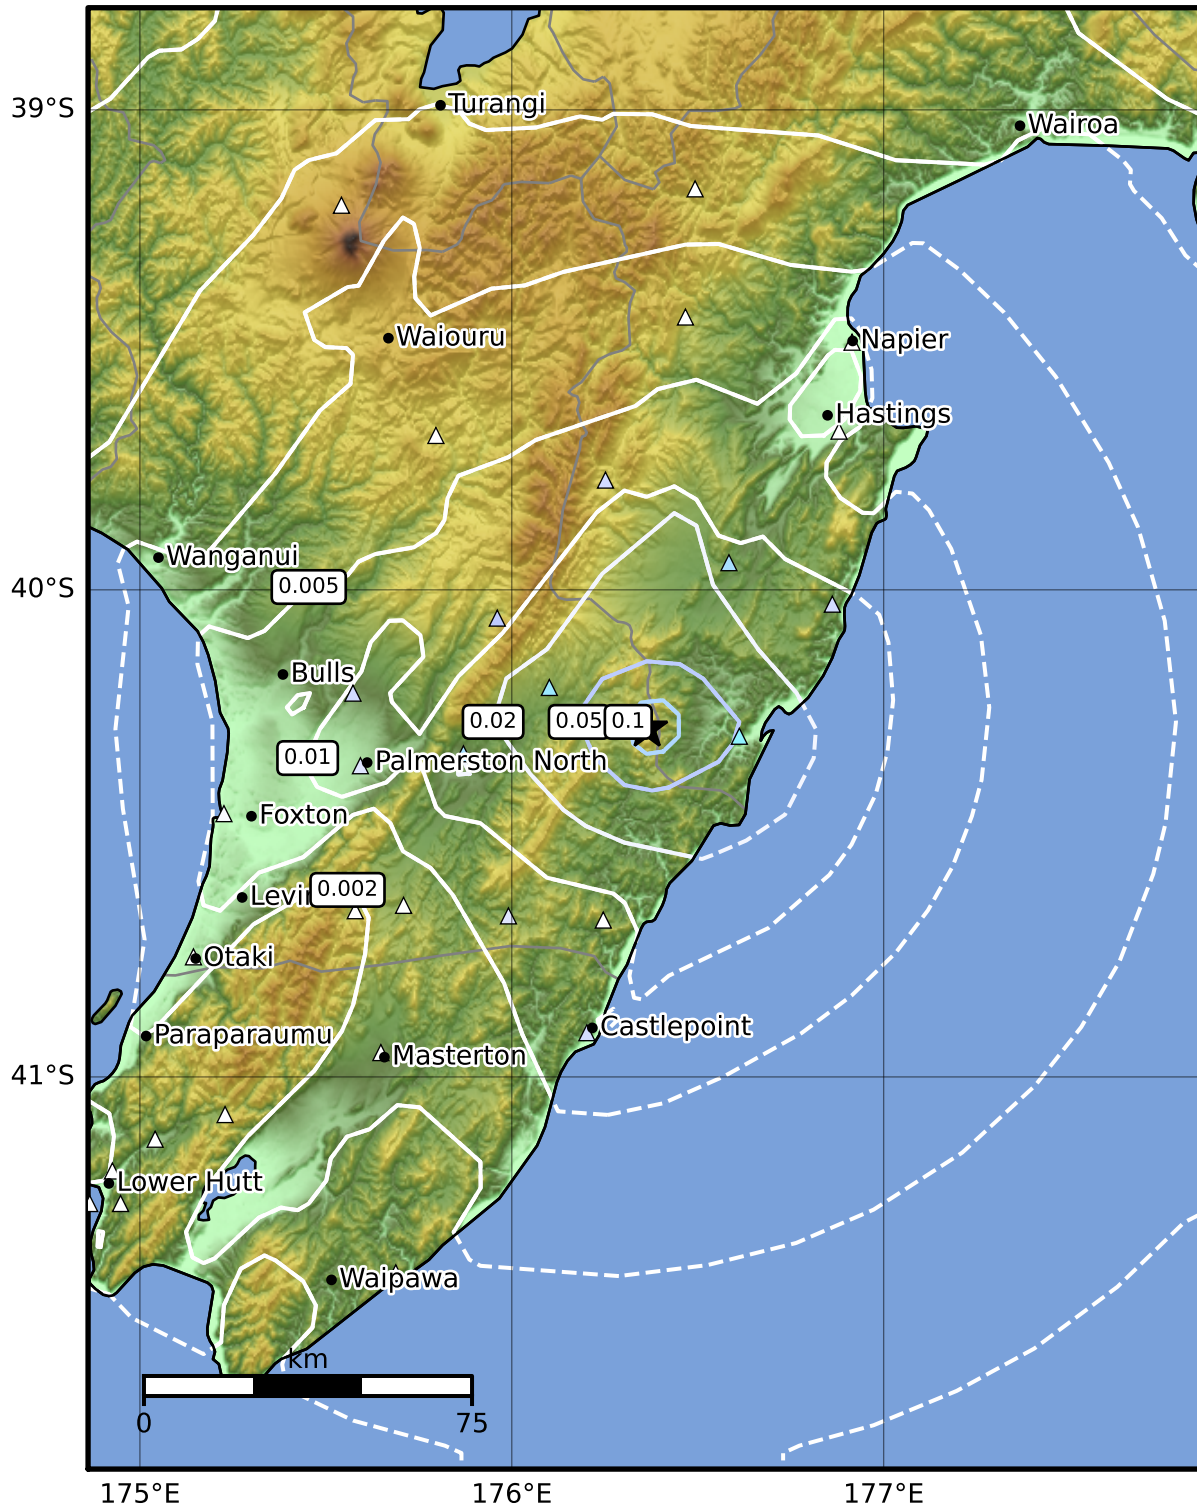 Turangi
39°S
Wairoa
Waiouru
Napier
Hastings
Wanganui
0.005
40°S
Bulls
0.02
0.05
0.1
0.01
Palmerston North
Foxton
0.002
Levi
Otaki
Castlepoint
Paraparaumu
Masterton
41°S
Lower Hutt
Waipawa
km
0
75
175°E
176°E
177°E